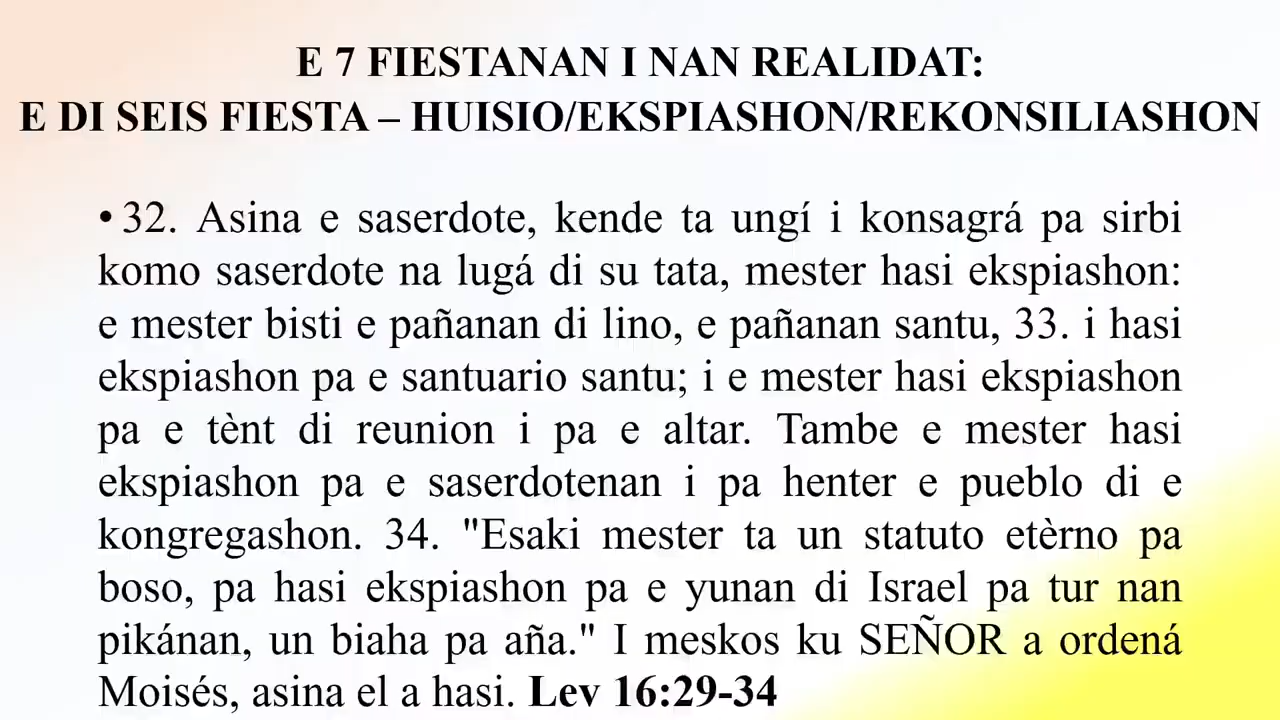 E 7 FIESTANAN I NAN REALIDAT:
E DI SEIS FIESTA – HUISIO/EKSPIASHON/REKONSILIASHON
• 32. Asina e saserdote, kende ta ungí i konsagrá pa sirbi
komo saserdote na lugá di su tata, mester hasi ekspiashon:
e mester bisti e pañanan di lino, e pañanan santu, 33. i hasi
ekspiashon pa e santuario santu; i e mester hasi ekspiashon
pa e tènt di reunion i pa e altar. Tambe e mester hasi
ekspiashon pa e saserdotenan i pa henter e pueblo di e
kongregashon. 34. "Esaki mester ta un statuto etèrno pa
boso, pa hasi ekspiashon pa e yunan di Israel pa tur nan
pikánan, un biaha pa aña." I meskos ku SEÑOR a ordená
Moisés, asina el a hasi. Lev 16:29-34